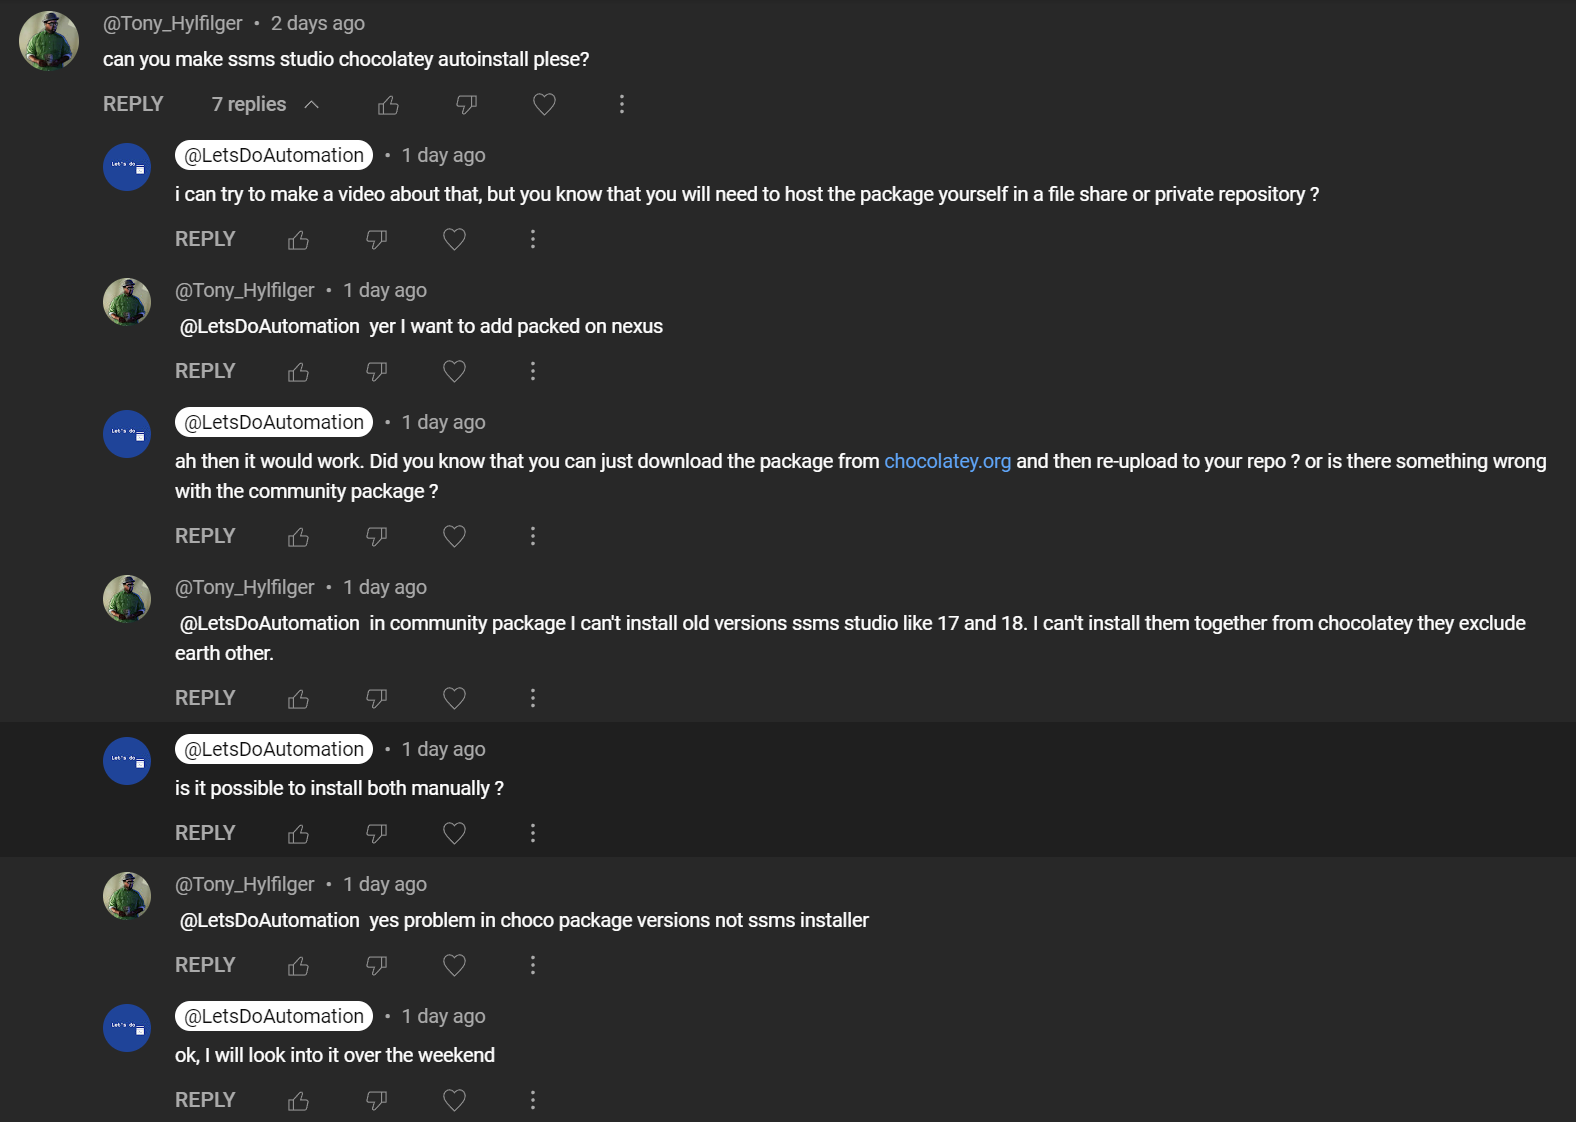 @Tony_Hylfilger • 2 days ago
can you make ssms studio chocolatey autoinstall plese?
REPLY 7 replies
Let's do
@LetsDoAutomation • 1 day ago
i can try to make a video about that, but you know that you will need to host the package yourself in a file share or private repository ?
REPLY
@Tony_Hylfilger • 1 day ago
@LetsDoAutomation yer I want to add packed on nexus
REPLY
Let's do
@LetsDoAutomation • 1 day ago
ah then it would work. Did you know that you can just download the package from chocolatey.org and then re-upload to your repo ? or is there something wrong
with the community package ?
REPLY
@Tony_Hylfilger • 1 day ago
@LetsDoAutomation in community package I can't install old versions ssms studio like 17 and 18. I can't install them together from chocolatey they exclude
earth other.
REPLY
Let's do
@LetsDoAutomation • 1 day ago
is it possible to install both manually ?
REPLY
@Tony_Hylfilger • 1 day ago
@LetsDoAutomation yes problem in choco package versions not ssms installer
REPLY
Let's do
@LetsDoAutomation • 1 day ago
ok, I will look into it over the weekend
REPLY